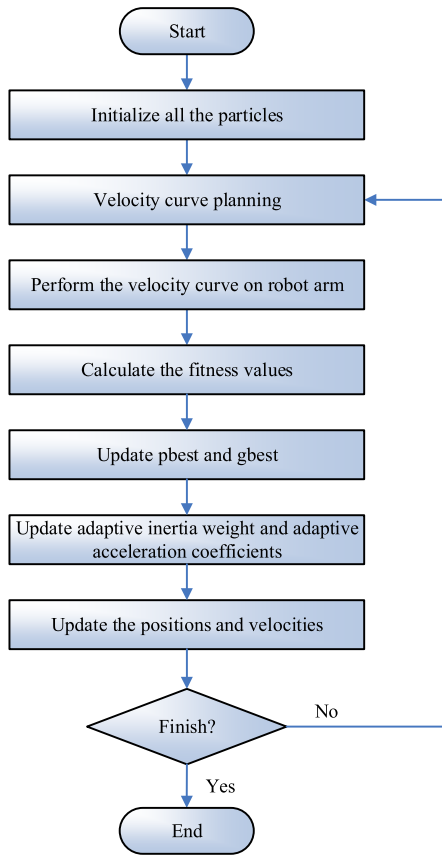 Start
Initialize all the particles
Velocity curve planning
Perform the velocity curve on robot arm
Calculate the fitness values
Update pbest and gbest
Update adaptive inertia weight and adaptive
acceleration coefficients
Update the positions and velocities
Finish?
No
Yes
End